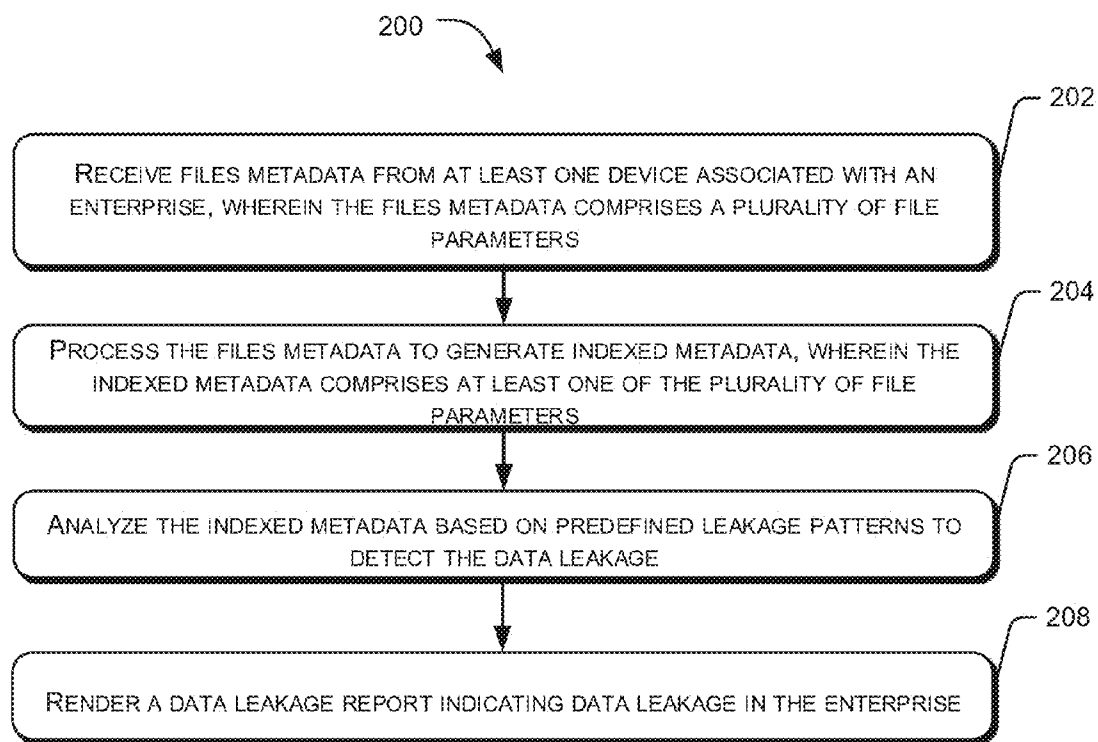 200
202
RECEIVE FILES METADATA FROM AT LEAST ONE DEVICE ASSOCIATED WITH AN
ENTERPRISE, WHEREIN THE FILES METADATA COMPRISES A PLURALITY OF FILE
PARAMETERS
204
PROCESS THE FILES METADATA TO GENERATE INDEXED METADATA, WHEREIN THE
INDEXED METADATA COMPRISES AT LEAST ONE OF THE PLURALITY OF FILE
PARAMETERS
206
ANALYZE THE INDEXED METADATA BASED ON PREDEFINED LEAKAGE PATTERNS TO
DETECT THE DATA LEAKAGE
208
RENDER A DATA LEAKAGE REPORT INDICATING DATA LEAKAGE IN THE ENTERPRISE